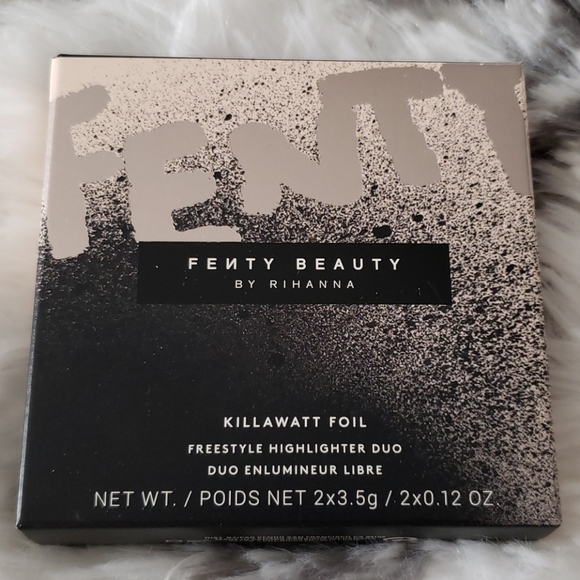 FENTY
FEИTY BEAUTY
BY RIHANNA
KILLAWATT FOIL
FREESTYLE HIGHLIGHTER DUO
DUO ENLUMINEUR LIBRE
NET WT. / POIDS NET 2x3.5g / 2x0.12 OZ.